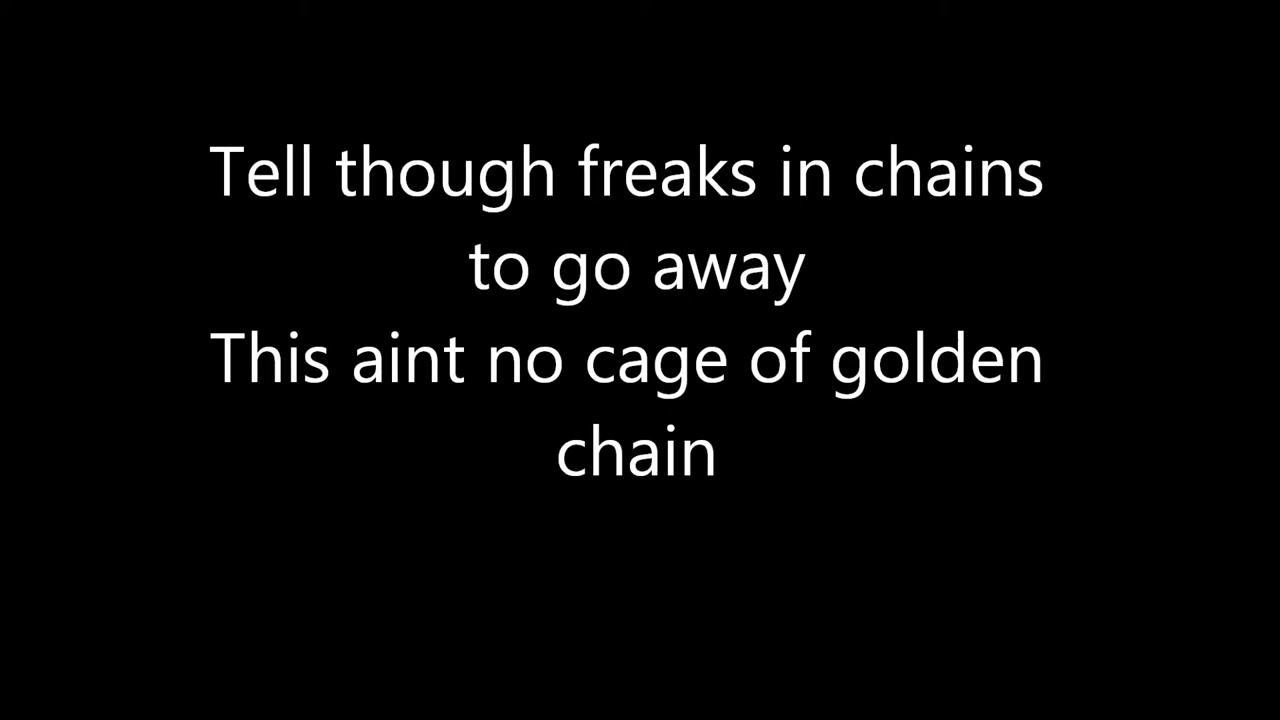 Tell though freaks in chains
to go away
This aint no cage of golden
chain